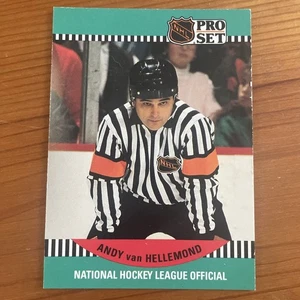 NHL
PRO
SET
NHL
ANDY van HELLEMOND
NATIONAL HOCKEY LEAGUE OFFICIAL